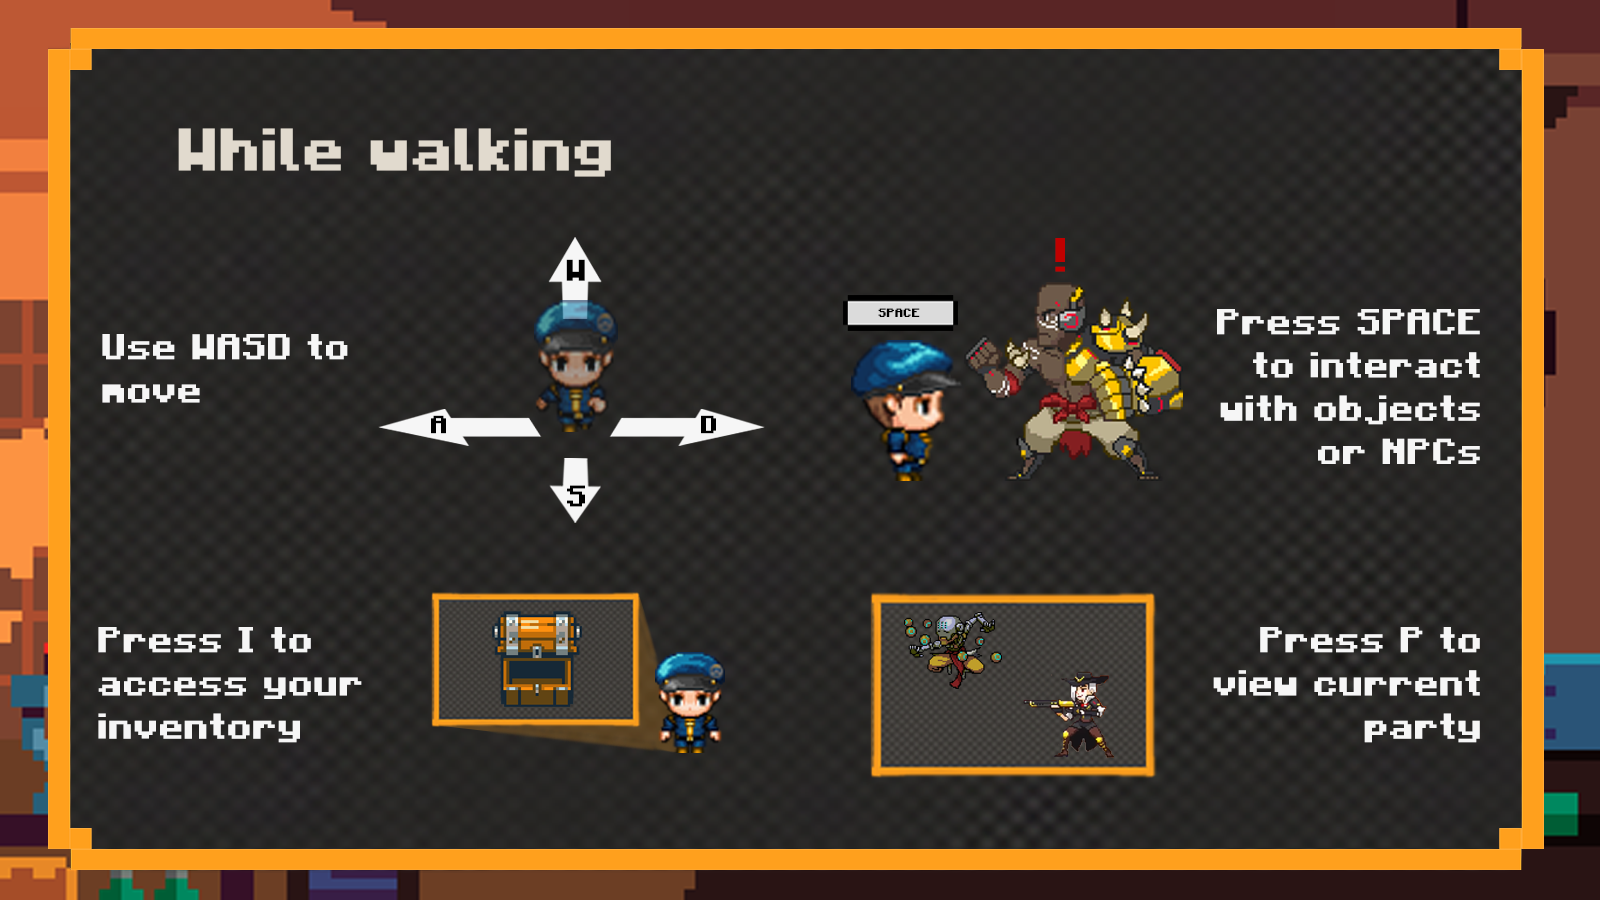 While walking
W
Use WASD to
move
A
D
S
SPACE
!
Press SPACE
to interact
with objects
or NPCs
Press I to
access your
inventory
Press P to
view current
party